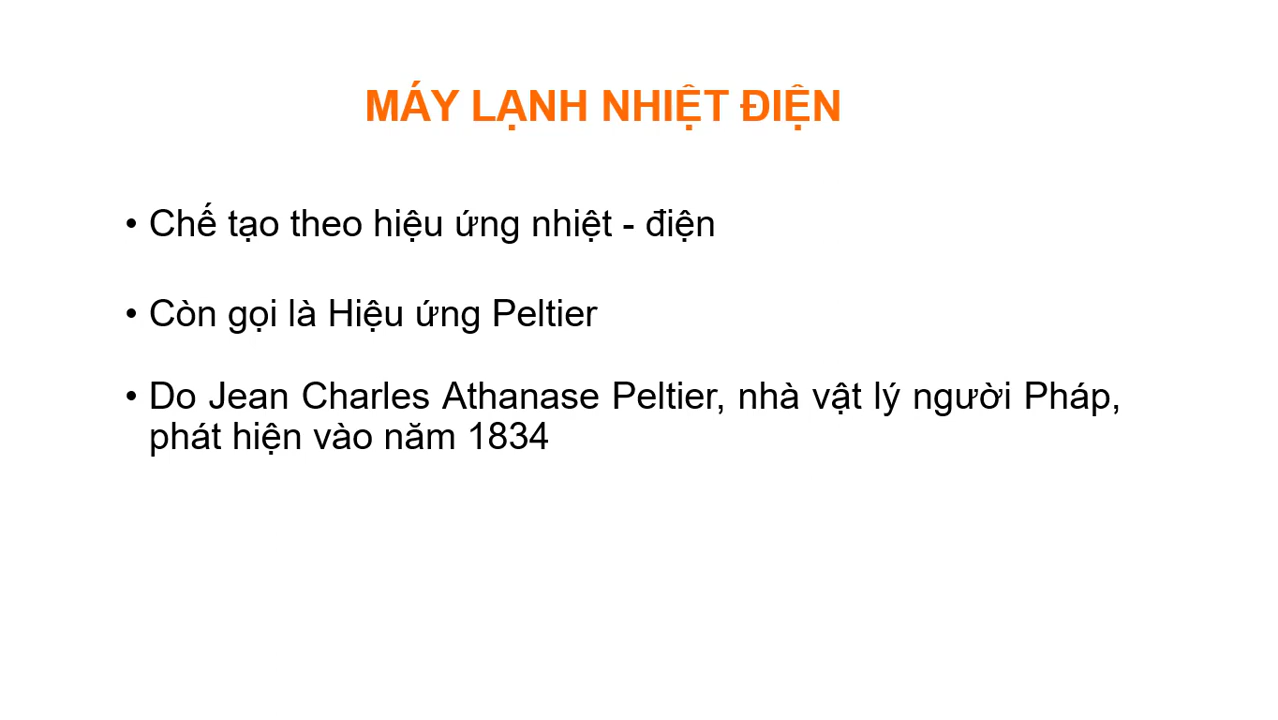 MÁY LẠNH NHIỆT ĐIỆN
• Chế tạo theo hiệu ứng nhiệt - điện
• Còn gọi là Hiệu ứng Peltier
• Do Jean Charles Athanase Peltier, nhà vật lý người Pháp,
phát hiện vào năm 1834